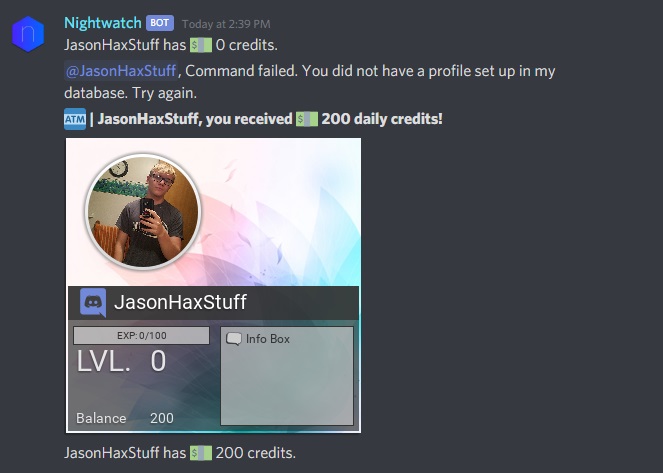 Nightwatch BOT Today at 2:39 PM
JasonHaxStuff has 0 credits.
@JasonHaxStuff, Command failed. You did not have a profile set up in my
database. Try again.
ATM | JasonHaxStuff, you received 200 daily credits!
JasonHaxStuff
EXP: 0/100
LVL. 0
Balance 200
Info Box
JasonHaxStuff has 200 credits.